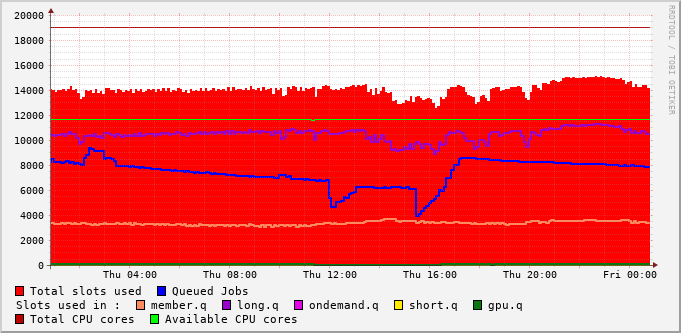 20000
18000
16000
14000
12000
10000
8000
6000
4000
2000
0
Thu 04:00 Thu 08:00 Thu 12:00 Thu 16:00 Thu 20:00 Fri 00:00
RRDTOOL / TOBI OETIKER
Total slots used Queued Jobs
Slots used in : member.q long.q ondemand.q short.q gpu.q
Total CPU cores Available CPU cores